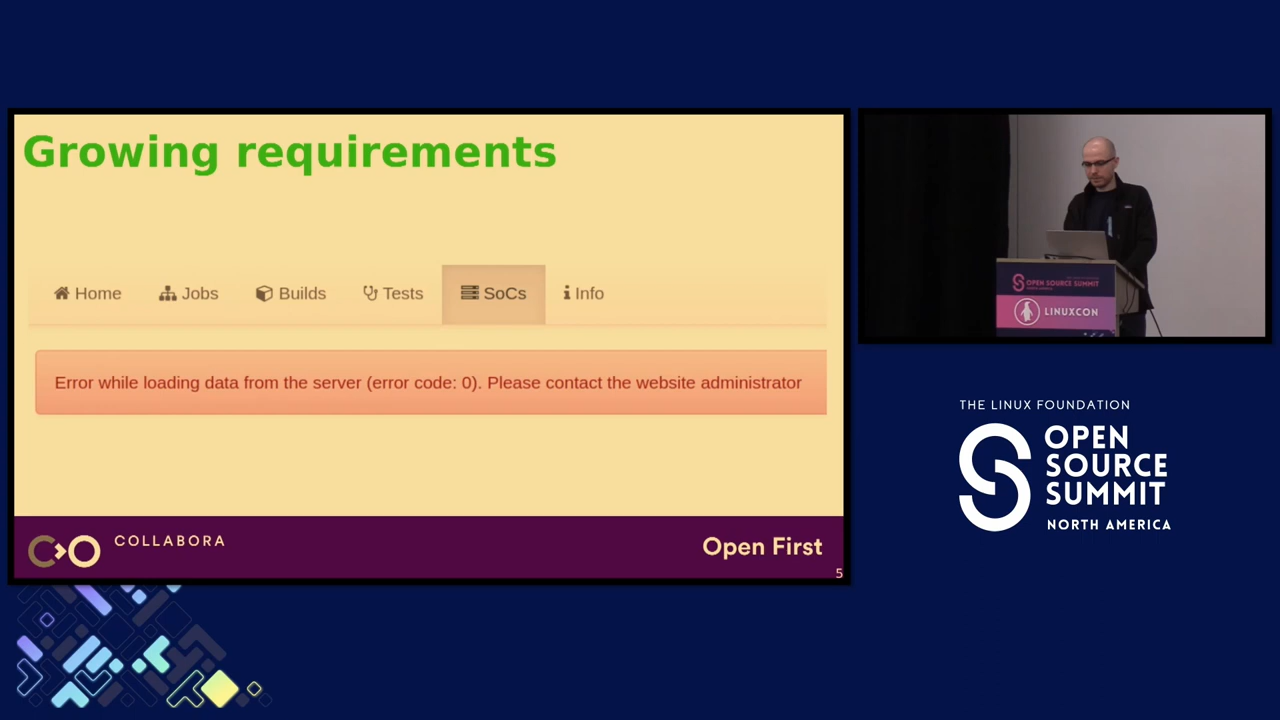 Growing requirements
Home Jobs Builds Tests SoCs Info
Error while loading data from the server (error code: 0). Please contact the website administrator
COLLABORA
Open First
5
OPEN SOURCE SUMMIT
LINUXCON
THE LINUX FOUNDATION
OPEN
SOURCE
SUMMIT
NORTH AMERICA